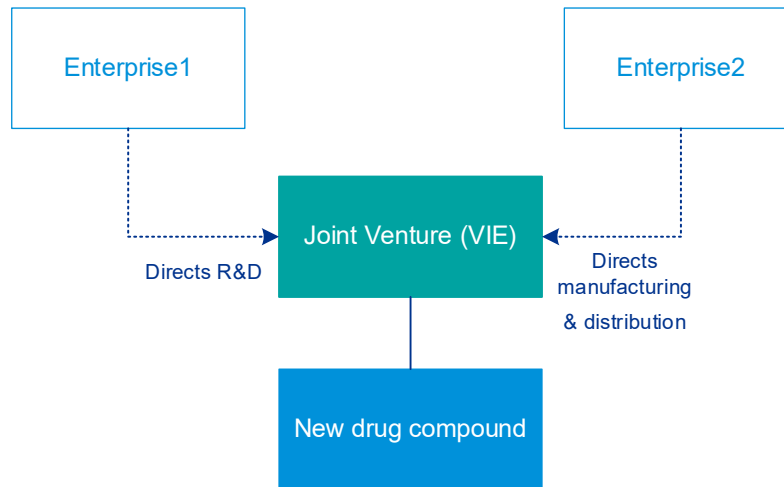 Enterprise1
Enterprise2
Joint Venture (VIE)
Directs R&D
Directs
manufacturing
& distribution
New drug compound